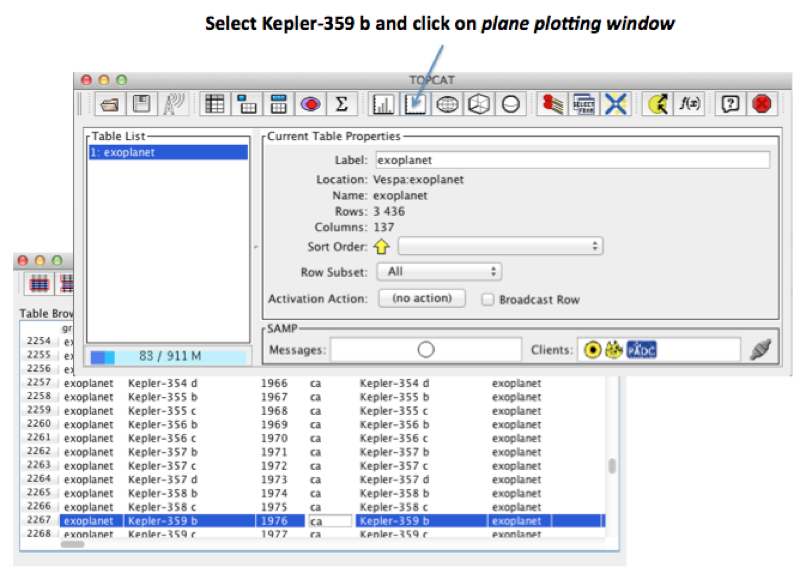 Select Kepler-359 b and click on plane plotting window
TOPCAT
Σ
SELECT
FROM
f(x)
?
Table List
1: exoplanet
83 / 911 M
Current Table Properties
Label: exoplanet
Location: Vespa:exoplanet
Name: exoplanet
Rows: 3 436
Columns: 137
Sort Order:
Row Subset: All
Activation Action: (no action) Broadcast Row
SAMP
Messages: Clients: PADC
Table Brow
gr
2254 ex
2255 ex
2256 ex
2257 exoplanet Kepler-354 d 1966 ca Kepler-354 d exoplanet
2258 exoplanet Kepler-355 b 1967 ca Kepler-355 b exoplanet
2259 exoplanet Kepler-355 c 1968 ca Kepler-355 c exoplanet
2260 exoplanet Kepler-356 b 1969 ca Kepler-356 b exoplanet
2261 exoplanet Kepler-356 c 1970 ca Kepler-356 c exoplanet
2262 exoplanet Kepler-357 b 1971 ca Kepler-357 b exoplanet
2263 exoplanet Kepler-357 c 1972 ca Kepler-357 c exoplanet
2264 exoplanet Kepler-357 d 1973 ca Kepler-357 d exoplanet
2265 exoplanet Kepler-358 b 1974 ca Kepler-358 b exoplanet
2266 exoplanet Kepler-358 c 1975 ca Kepler-358 c exoplanet
2267 exoplanet Kepler-359 b 1976 ca Kepler-359 b exoplanet
2268 exoplanet Kepler-359 c 1977 ca Kepler-359 c exoplanet